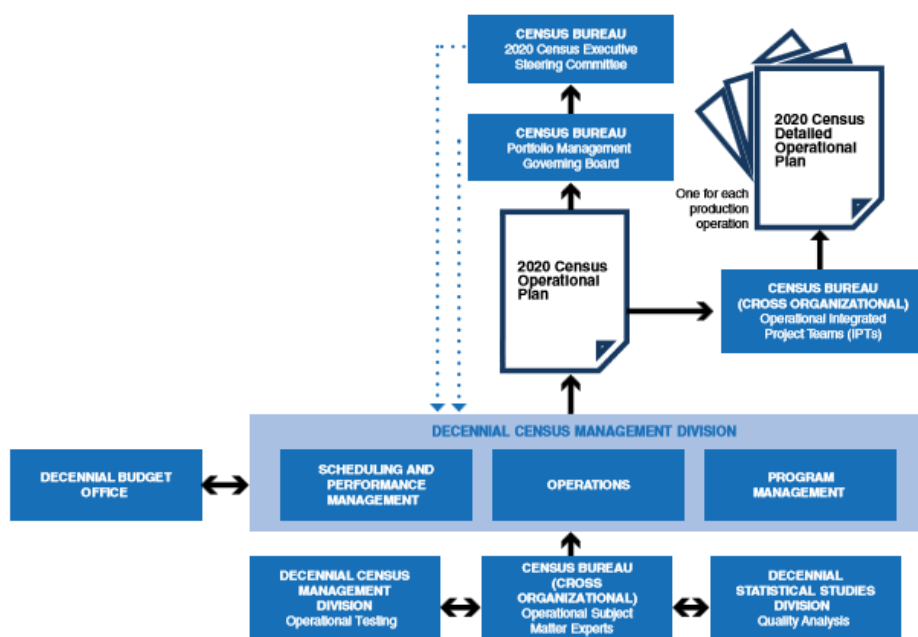 CENSUS BUREAU
2020 Census Executive
Steering Committee
CENSUS BUREAU
Portfolio Management
Governing Board
2020 Census
Detailed
Operational
Plan
One for each
production
operation
2020 Census
Operational
Plan
CENSUS BUREAU
(CROSS ORGANIZATIONAL)
Operational Integrated
Project Teams (IPTs)
DECENNIAL CENSUS MANAGEMENT DIVISION
DECENNIAL BUDGET
OFFICE
SCHEDULING AND
PERFORMANCE
MANAGEMENT
OPERATIONS
PROGRAM
MANAGEMENT
DECENNIAL CENSUS
MANAGEMENT
DIVISION
Operational Testing
CENSUS BUREAU
(CROSS
ORGANIZATIONAL)
Operational Subject
Matter Experts
DECENNIAL
STATISTICAL STUDIES
DIVISION
Quality Analysis